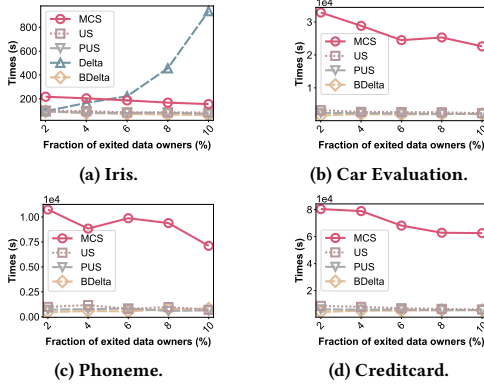 800
600
400
200
Times (s)
MCS
US
PUS
Delta
BDelta
2 4 6 8 10
Fraction of exited data owners (%)
(a) Iris.
1e4
3
2
1
Times (s)
MCS
US
PUS
BDelta
2 4 6 8 10
Fraction of exited data owners (%)
(b) Car Evaluation.
1e4
1.00
0.75
0.50
0.25
0.00
Times (s)
MCS
US
PUS
BDelta
2 4 6 8 10
Fraction of exited data owners (%)
(c) Phoneme.
1e4
8
6
4
2
Times (s)
MCS
US
PUS
BDelta
2 4 6 8 10
Fraction of exited data owners (%)
(d) Creditcard.